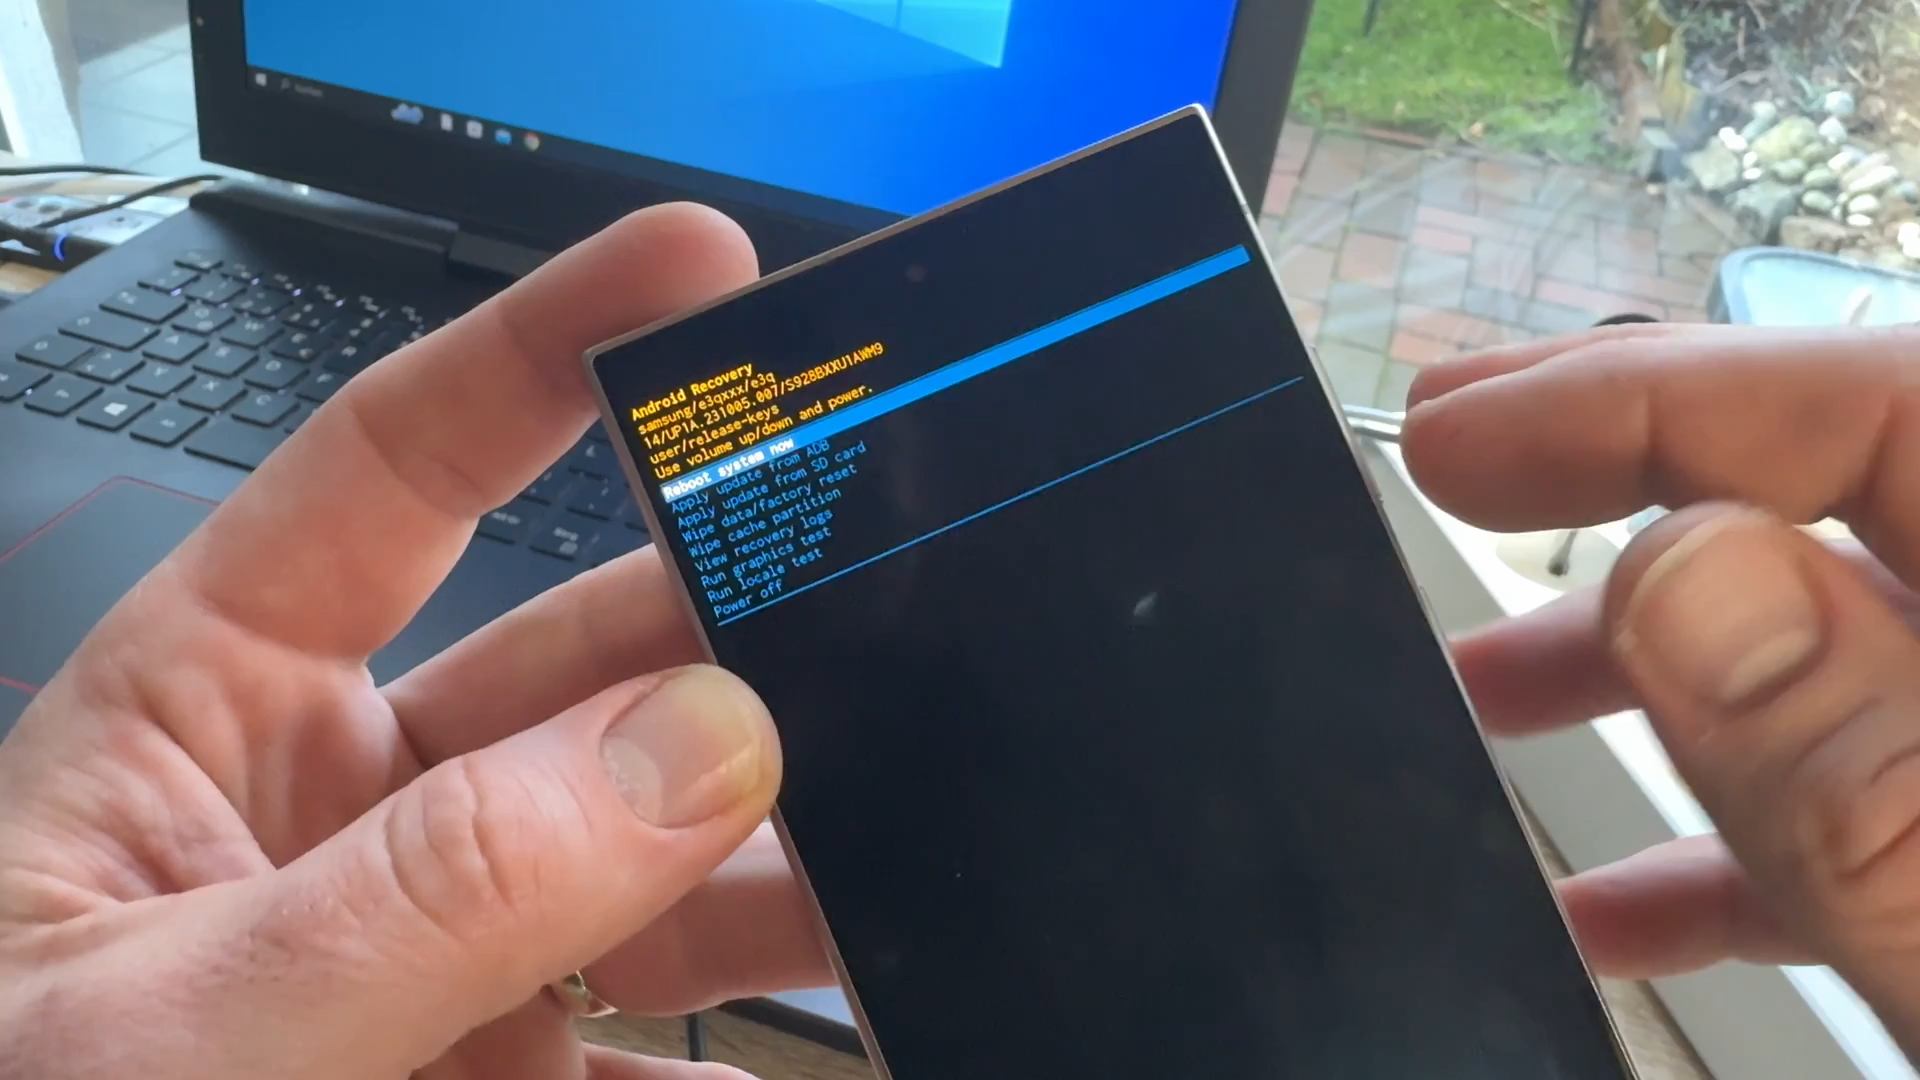 Android Recovery
samsung/e3qxxx/e3q
14/UP1A.231005.007/S928BXXU1AWM9
user/release-keys
Use volume up/down and power.
Reboot system now
Apply update from ADB
Apply update from SD card
Wipe data/factory reset
Wipe cache partition
View recovery logs
Run graphics test
Run locale test
Power off